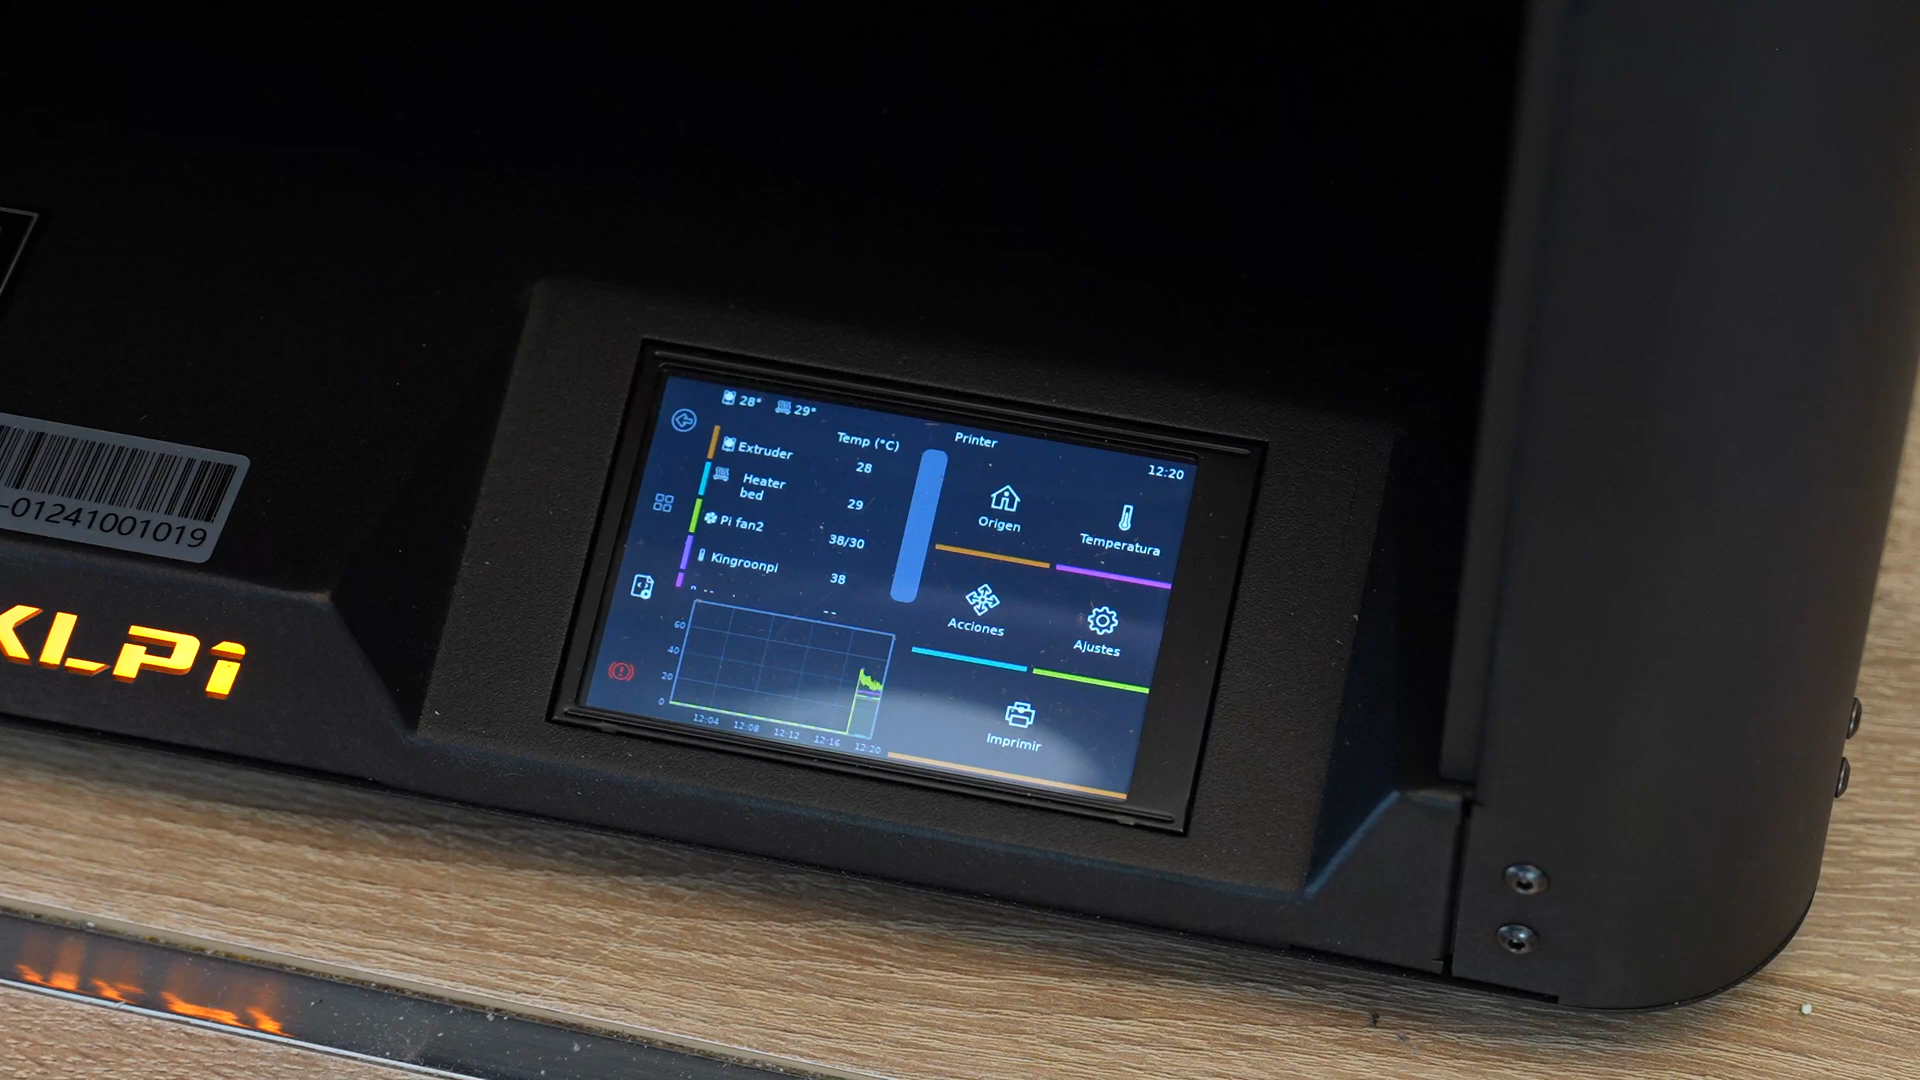 28° 29°
Printer
12:20
Temp (°C)
Extruder 28
Heater
bed 29
Pi fan2 38/30
Kingroonpi 38
--
60
40
20
0
12:04 12:08 12:12 12:16 12:20
Origen
Temperatura
Acciones
Ajustes
Imprimir
-01241001019
KLPi